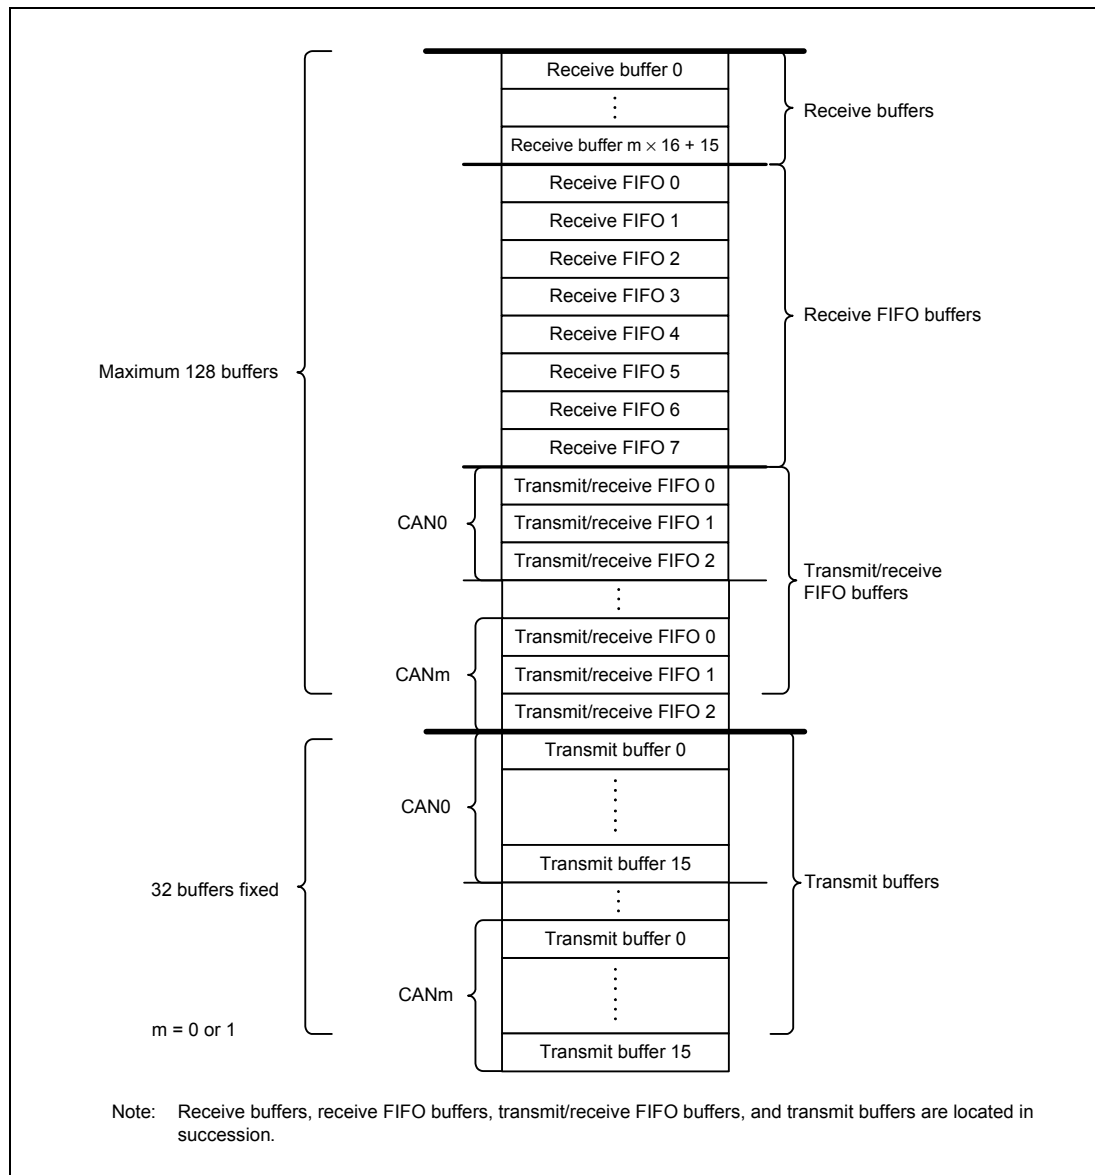 Receive buffer 0
Receive buffers
Receive buffer m × 16 + 15
Receive FIFO 0
Receive FIFO 1
Receive FIFO 2
Receive FIFO 3
Receive FIFO buffers
Receive FIFO 4
Maximum 128 buffers
Receive FIFO 5
Receive FIFO 6
Receive FIFO 7
Transmit/receive FIFO 0
CAN0
Transmit/receive FIFO 1
Transmit/receive FIFO 2
Transmit/receive
FIFO buffers
Transmit/receive FIFO 0
CANm
Transmit/receive FIFO 1
Transmit/receive FIFO 2
Transmit buffer 0
CAN0
Transmit buffer 15
32 buffers fixed
Transmit buffers
Transmit buffer 0
CANm
m = 0 or 1
Transmit buffer 15
Note: Receive buffers, receive FIFO buffers, transmit/receive FIFO buffers, and transmit buffers are located in
succession.